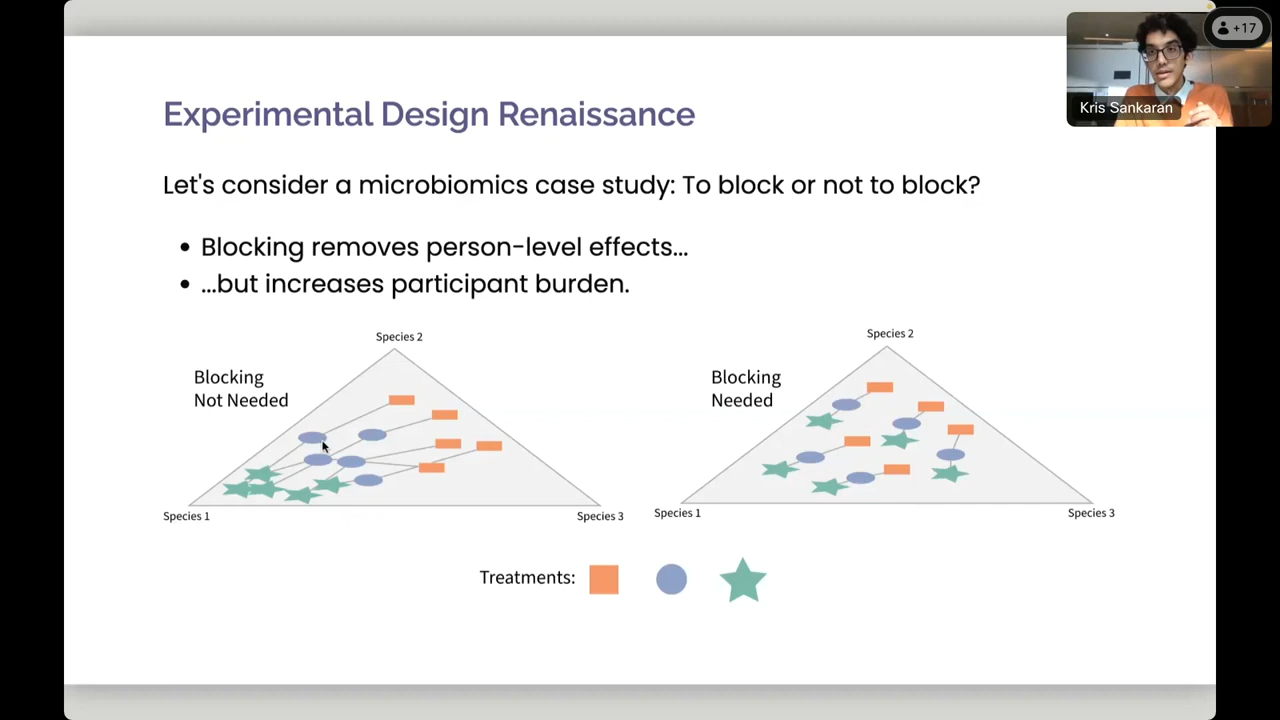 +17
Kris Sankaran
Experimental Design Renaissance
Let's consider a microbiomics case study: To block or not to block?
• Blocking removes person-level effects...
• ...but increases participant burden.
Species 2
Blocking
Not Needed
Species 1
Species 3
Species 2
Blocking
Needed
Species 1
Species 3
Treatments: